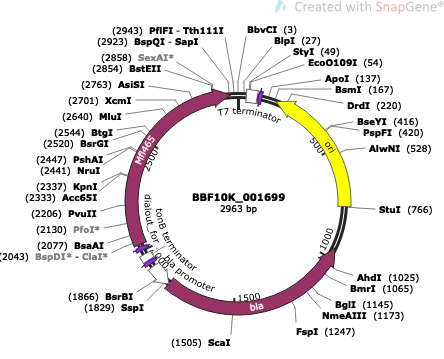 Created with SnapGene®
(2943) PflFI - Tth111I
(2923) BspQI - SapI
(2858) SexAI*
(2854) BstEII
(2763) AsiSI
(2701) XcmI
(2640) MluI
(2544) BtgI
(2520) BsrGI
(2447) PshAI
(2441) NruI
(2337) KpnI
(2333) Acc65I
(2206) PvuII
(2130) PfoI*
(2077) BsaAI
(2043) BspDI* - ClaI*
(1866) BsrBI
(1829) SspI
(1505) ScaI
BbvCI (3)
BlpI (27)
StyI (49)
EcoO109I (54)
ApoI (137)
BsmI (167)
DrdI (220)
BseYI (416)
PspFI (420)
AlwNI (528)
StuI (766)
AhdI (1025)
BmrI (1065)
BglI (1145)
NmeAIII (1173)
FspI (1247)
T7 terminator
ori
bla
bla promoter
tonB terminator
500
1000
1500
2500
BBF10K_001699
2963 bp